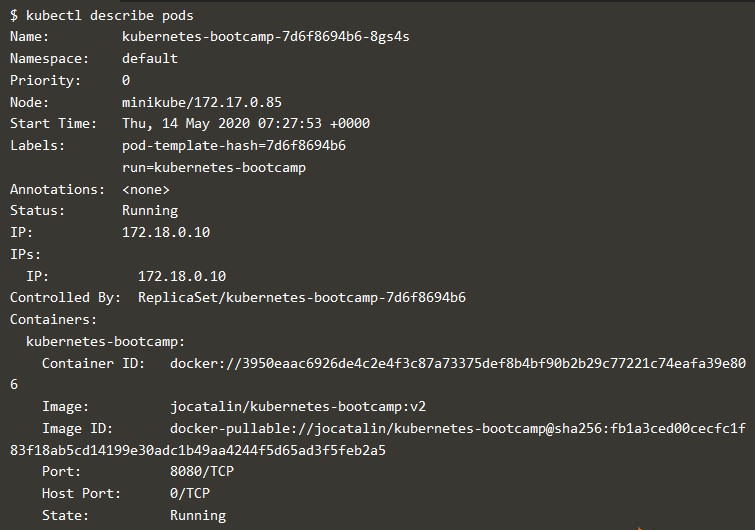 $ kubectl describe pods
Name:         kubernetes-bootcamp-7d6f8694b6-8gs4s
Namespace:    default
Priority:     0
Node:         minikube/172.17.0.85
Start Time:   Thu, 14 May 2020 07:27:53 +0000
Labels:       pod-template-hash=7d6f8694b6
              run=kubernetes-bootcamp
Annotations:  <none>
Status:       Running
IP:           172.18.0.10
IPs:
  IP:           172.18.0.10
Controlled By:  ReplicaSet/kubernetes-bootcamp-7d6f8694b6
Containers:
  kubernetes-bootcamp:
    Container ID:   docker://3950eaac6926de4c2e4f3c87a73375def8b4bf90b2b29c77221c74eafa39e80
6
    Image:          jocatalin/kubernetes-bootcamp:v2
    Image ID:       docker-pullable://jocatalin/kubernetes-bootcamp@sha256:fb1a3ced00cecfc1f
83f18ab5cd14199e30adc1b49aa4244f5d65ad3f5feb2a5
    Port:           8080/TCP
    Host Port:      0/TCP
    State:          Running